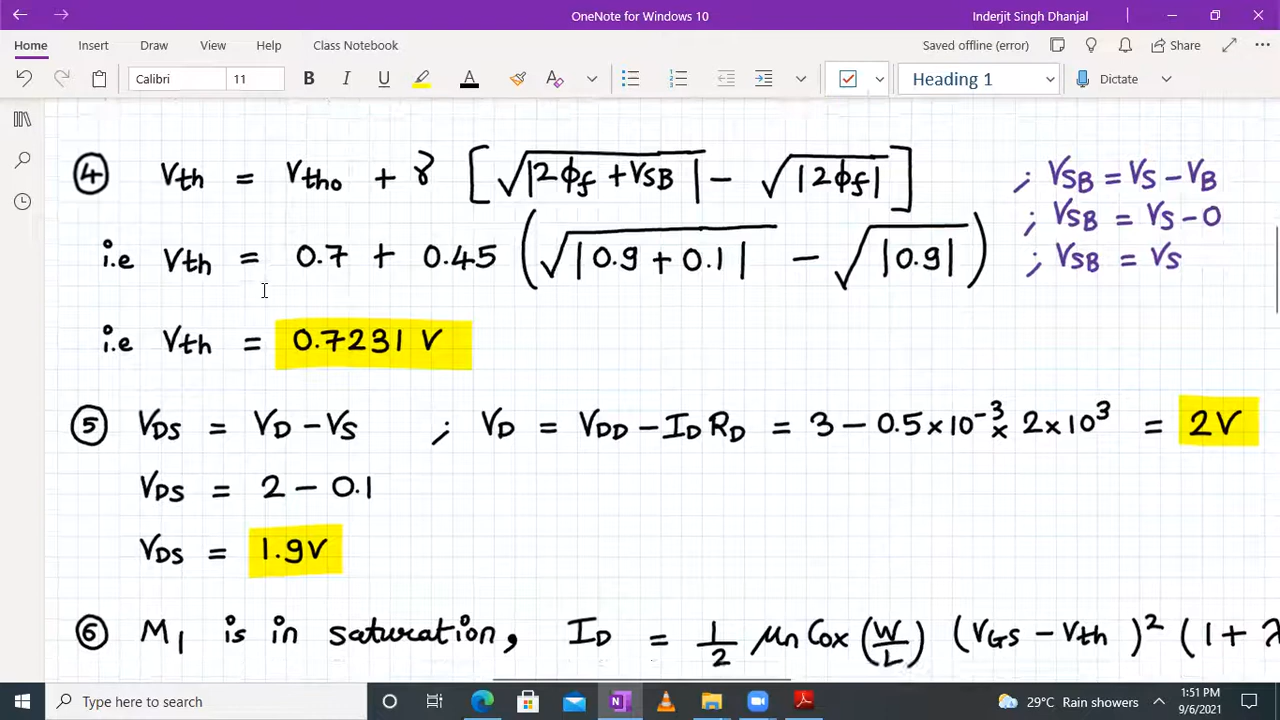 OneNote for Windows 10
Inderjit Singh Dhanjal
Home Insert Draw View Help Class Notebook
Saved offline (error)
Share
Calibri 11 B I U A
Heading 1
Dictate
④ Vth = Vtho + γ [√|2ϕf + VSB| − √|2ϕf|] ; VSB = VS − VB
; VSB = VS − 0
i.e Vth = 0.7 + 0.45 (√|0.9 + 0.1| − √|0.9|) ; VSB = VS
i.e Vth = 0.7231 V
⑤ VDS = VD − VS ; VD = VDD − ID RD = 3 − 0.5×10⁻³ × 2×10³ = 2V
VDS = 2 − 0.1
VDS = 1.9V
⑥ M1 is in saturation, ID = 1/2 μn Cox (W/L) (VGS − Vth)² (1 + λ
Type here to search
29°C Rain showers
1:51 PM
9/6/2021